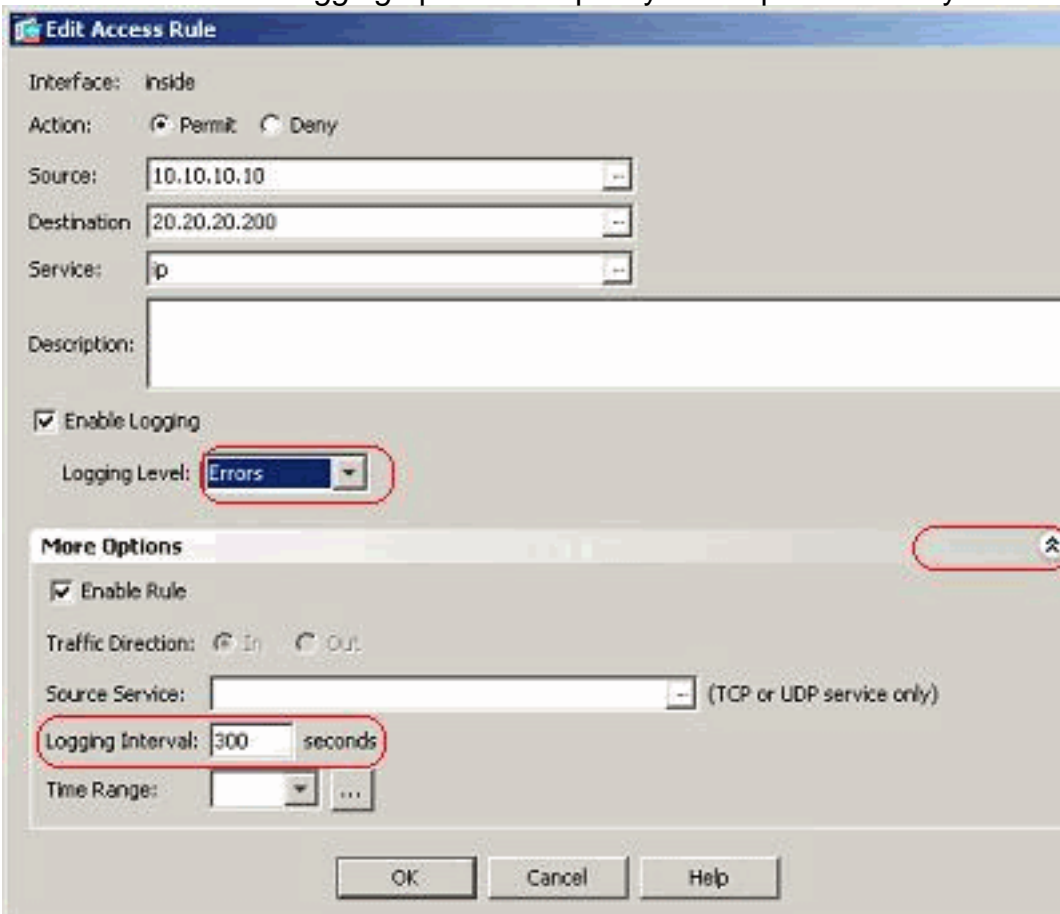 Edit Access Rule
Interface: inside
Action: Permit Deny
Source: 10.10.10.10 ...
Destination 20.20.20.200 ...
Service: ip ...
Description:
Enable Logging
Logging Level: Errors
More Options
Enable Rule
Traffic Direction: In Out
Source Service: ... (TCP or UDP service only)
Logging Interval: 300 seconds
Time Range: ...
OK Cancel Help